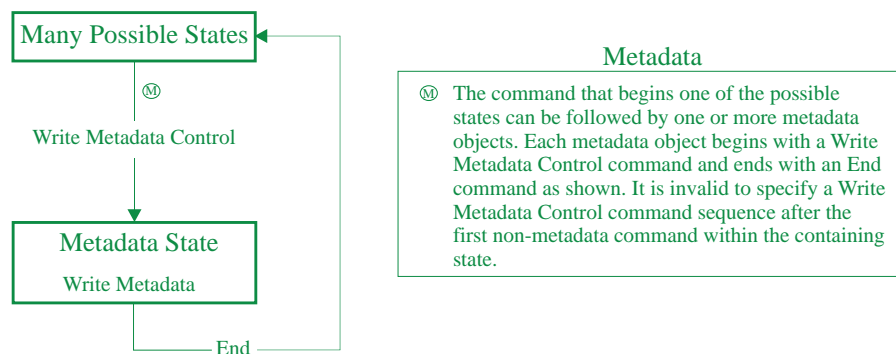 Many Possible States
Ⓜ
Write Metadata Control
Metadata State
Write Metadata
End
Metadata
Ⓜ The command that begins one of the possible
states can be followed by one or more metadata
objects. Each metadata object begins with a Write
Metadata Control command and ends with an End
command as shown. It is invalid to specify a Write
Metadata Control command sequence after the
first non-metadata command within the containing
state.